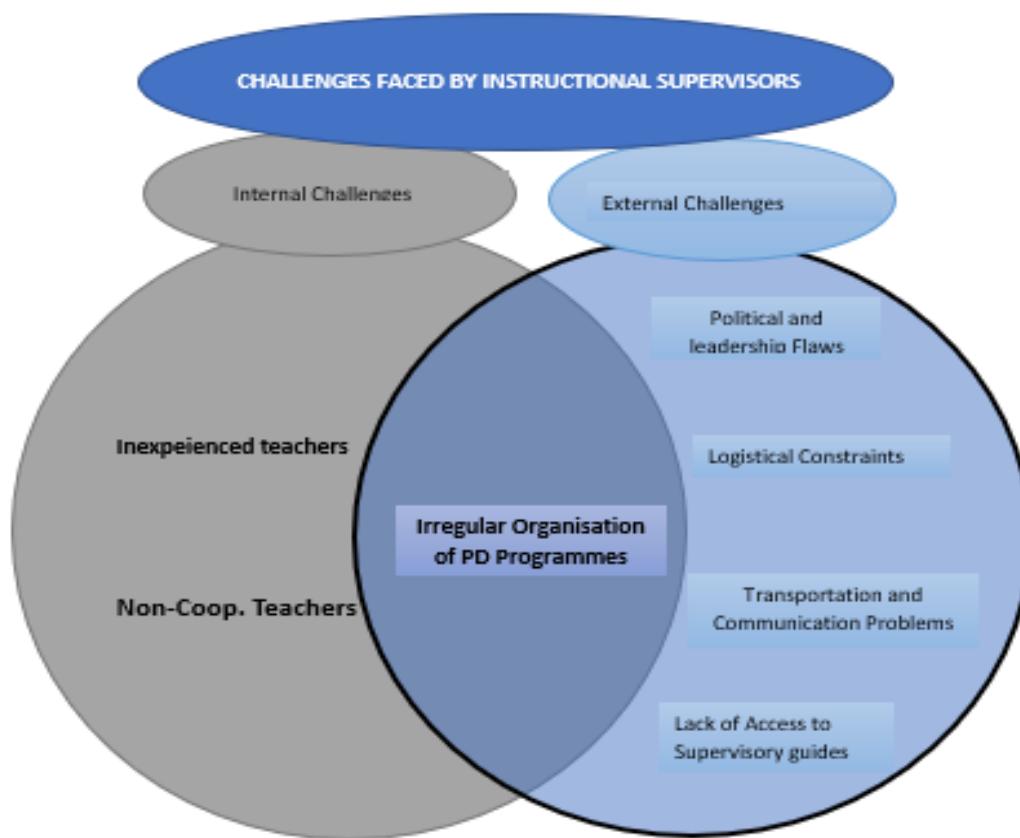 CHALLENGES FACED BY INSTRUCTIONAL SUPERVISORS
Internal Challenges
External Challenges
Political and
leadership Flaws
Inexpeienced teachers
Logistical Constraints
Irregular Organisation
of PD Programmes
Non-Coop. Teachers
Transportation and
Communication Problems
Lack of Access to
Supervisory guides